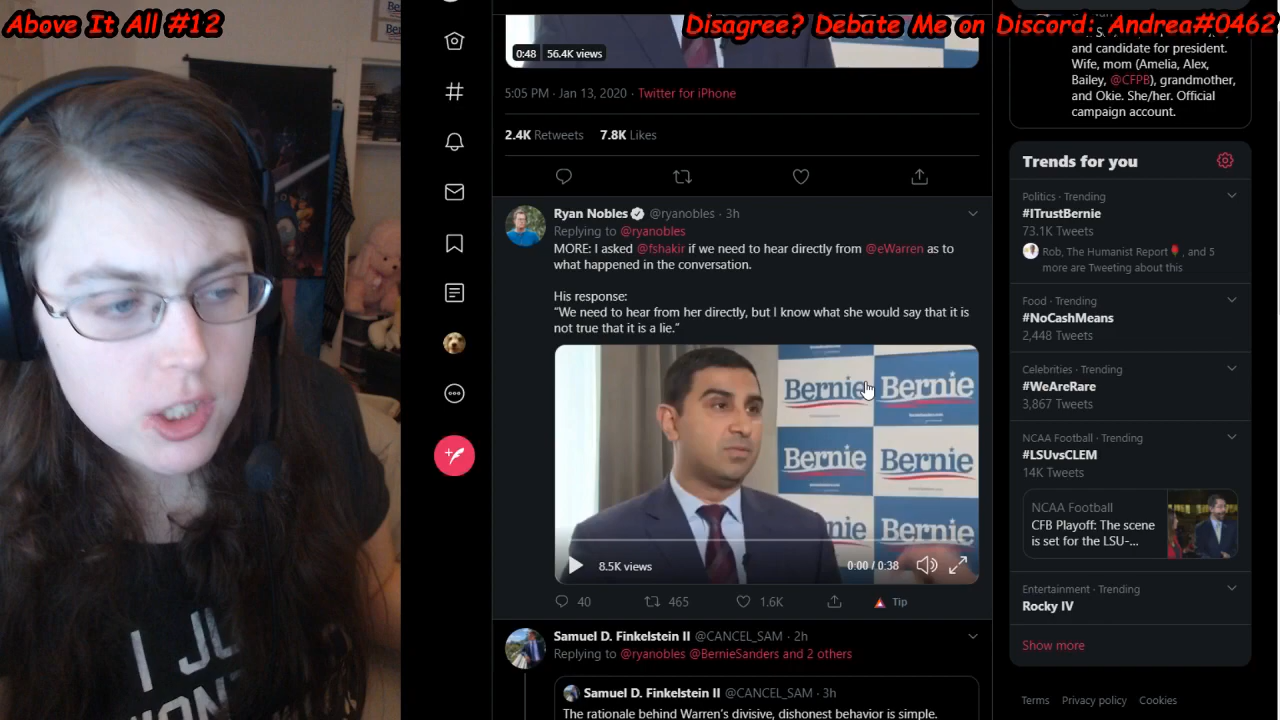 Above It All #12
Disagree? Debate Me on Discord: Andrea#0462
I JU
0:48 56.4K views
5:05 PM · Jan 13, 2020 · Twitter for iPhone
2.4K Retweets 7.8K Likes
Ryan Nobles @ryanobles · 3h
Replying to @ryanobles
MORE: I asked @fshakir if we need to hear directly from @eWarren as to
what happened in the conversation.
His response:
"We need to hear from her directly, but I know what she would say that it is
not true that it is a lie."
Bernie Bernie
Bernie Bernie
nie Bernie
8.5K views 0:00 / 0:38
40 465 1.6K Tip
Samuel D. Finkelstein II @CANCEL_SAM · 2h
Replying to @ryanobles @BernieSanders and 2 others
Samuel D. Finkelstein II @CANCEL_SAM · 3h
The rationale behind Warren's divisive, dishonest behavior is simple.
and candidate for president.
Wife, mom (Amelia, Alex,
Bailey, @CFPB), grandmother,
and Okie. She/her. Official
campaign account.
Trends for you
Politics · Trending
#ITrustBernie
73.1K Tweets
Rob, The Humanist Report🌹, and 5
more are Tweeting about this
Food · Trending
#NoCashMeans
2,448 Tweets
Celebrities · Trending
#WeAreRare
3,867 Tweets
NCAA Football · Trending
#LSUvsCLEM
14K Tweets
NCAA Football
CFB Playoff: The scene
is set for the LSU-...
Entertainment · Trending
Rocky IV
Show more
Terms Privacy policy Cookies